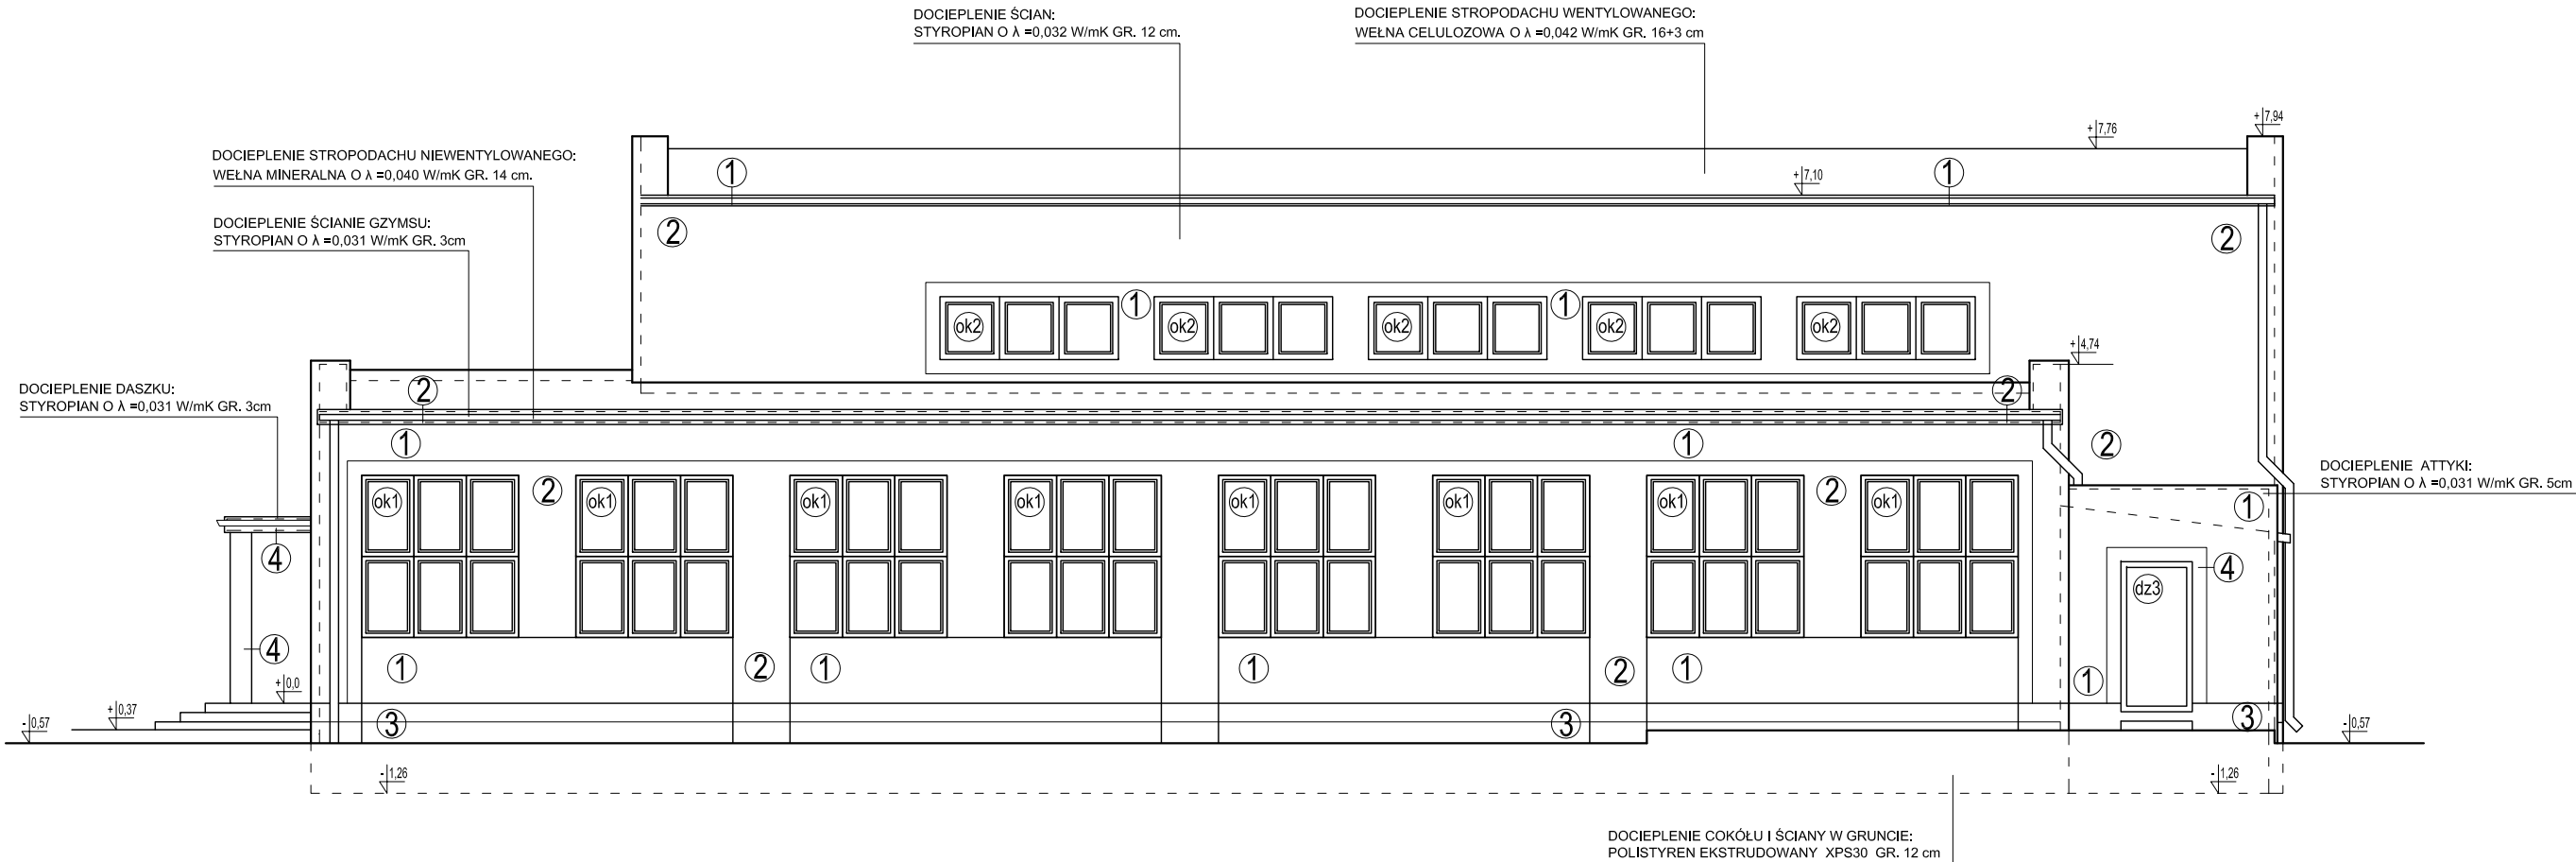 DOCIEPLENIE ŚCIAN:
STYROPIAN O λ =0,032 W/mK GR. 12 cm.
DOCIEPLENIE STROPODACHU WENTYLOWANEGO:
WEŁNA CELULOZOWA O λ =0,042 W/mK GR. 16+3 cm
+7,94
+7,76
DOCIEPLENIE STROPODACHU NIEWENTYLOWANEGO:
WEŁNA MINERALNA O λ =0,040 W/mK GR. 14 cm.
1
+7,10
1
DOCIEPLENIE ŚCIANIE GZYMSU:
STYROPIAN O λ =0,031 W/mK GR. 3cm
2
2
1
1
ok2
ok2
ok2
ok2
ok2
+4,74
DOCIEPLENIE DASZKU:
STYROPIAN O λ =0,031 W/mK GR. 3cm
2
2
1
1
2
DOCIEPLENIE ATTYKI:
STYROPIAN O λ =0,031 W/mK GR. 5cm
ok1
2
ok1
ok1
ok1
ok1
ok1
ok1
2
ok1
1
4
4
dz3
4
1
2
1
1
2
1
1
+0,0
-0,57
+0,37
3
3
3
-0,57
-1,26
-1,26
DOCIEPLENIE COKÓŁU I ŚCIANY W GRUNCIE:
POLISTYREN EKSTRUDOWANY XPS30 GR. 12 cm